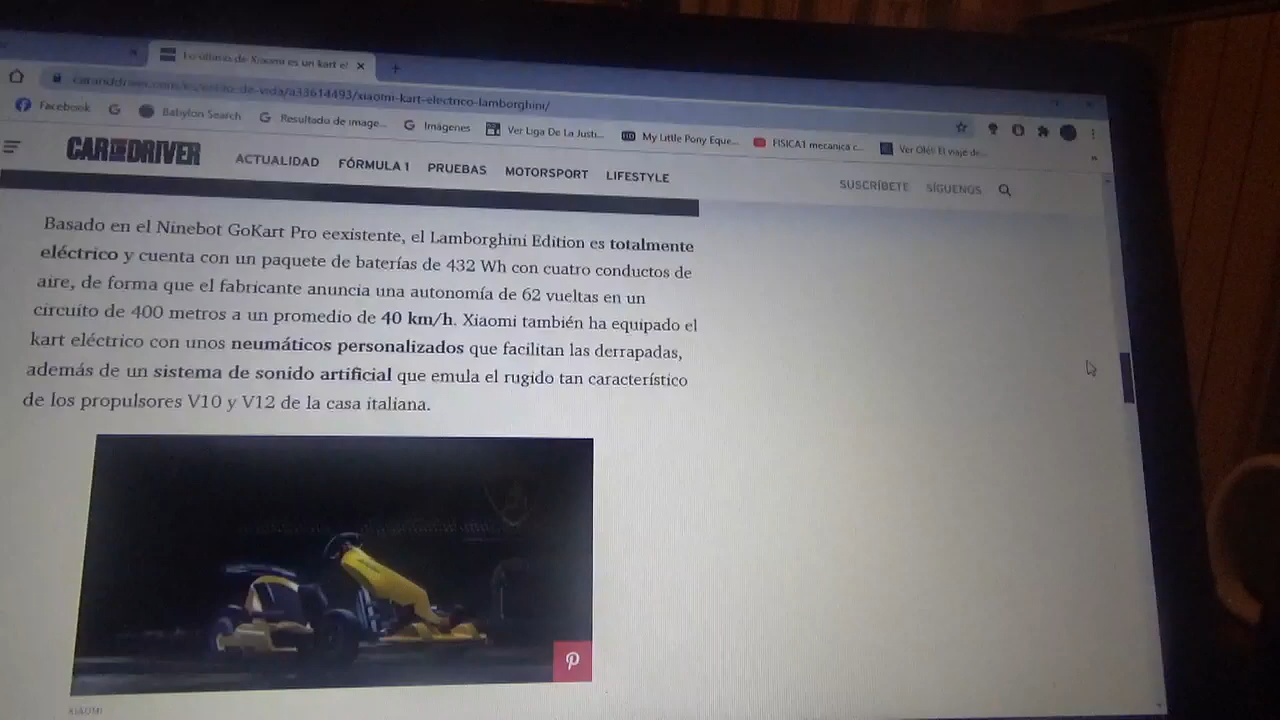 Lo último de Xiaomi es un kart el
caranddriver.com/es/estilo-de-vida/a33614493/xiaomi-kart-electrico-lamborghini/
Facebook
Babylon Search
Resultado de image...
Imágenes
Ver Liga De La Justi...
My Little Pony Eque...
FISICA1 mecanica c...
Ver Olé! El viaje de...
CAR AND DRIVER
ACTUALIDAD
FÓRMULA 1
PRUEBAS
MOTORSPORT
LIFESTYLE
SUSCRÍBETE
SÍGUENOS
Basado en el Ninebot GoKart Pro eexistente, el Lamborghini Edition es totalmente
eléctrico y cuenta con un paquete de baterías de 432 Wh con cuatro conductos de
aire, de forma que el fabricante anuncia una autonomía de 62 vueltas en un
circuito de 400 metros a un promedio de 40 km/h. Xiaomi también ha equipado el
kart eléctrico con unos neumáticos personalizados que facilitan las derrapadas,
además de un sistema de sonido artificial que emula el rugido tan característico
de los propulsores V10 y V12 de la casa italiana.
XIAOMI